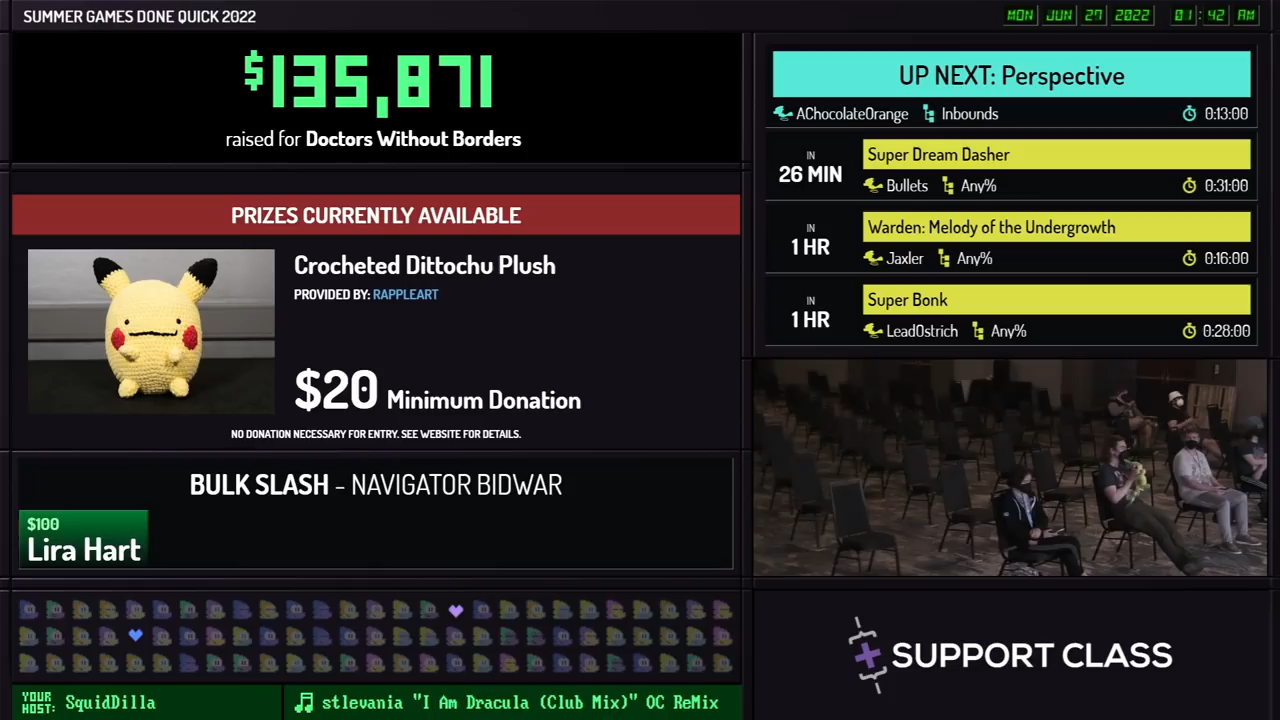 SUMMER GAMES DONE QUICK 2022
MON JUN 27 2022 01:42 AM
$135,871
raised for Doctors Without Borders
PRIZES CURRENTLY AVAILABLE
Crocheted Dittochu Plush
PROVIDED BY: RAPPLEART
$20 Minimum Donation
NO DONATION NECESSARY FOR ENTRY. SEE WEBSITE FOR DETAILS.
BULK SLASH - NAVIGATOR BIDWAR
$100
Lira Hart
UP NEXT: Perspective
AChocolateOrange Inbounds 0:13:00
IN
26 MIN
Super Dream Dasher
Bullets Any% 0:31:00
IN
1 HR
Warden: Melody of the Undergrowth
Jaxler Any% 0:16:00
IN
1 HR
Super Bonk
LeadOstrich Any% 0:28:00
SUPPORT CLASS
YOUR
HOST: SquidDilla
stlevania "I Am Dracula (Club Mix)" OC ReMix